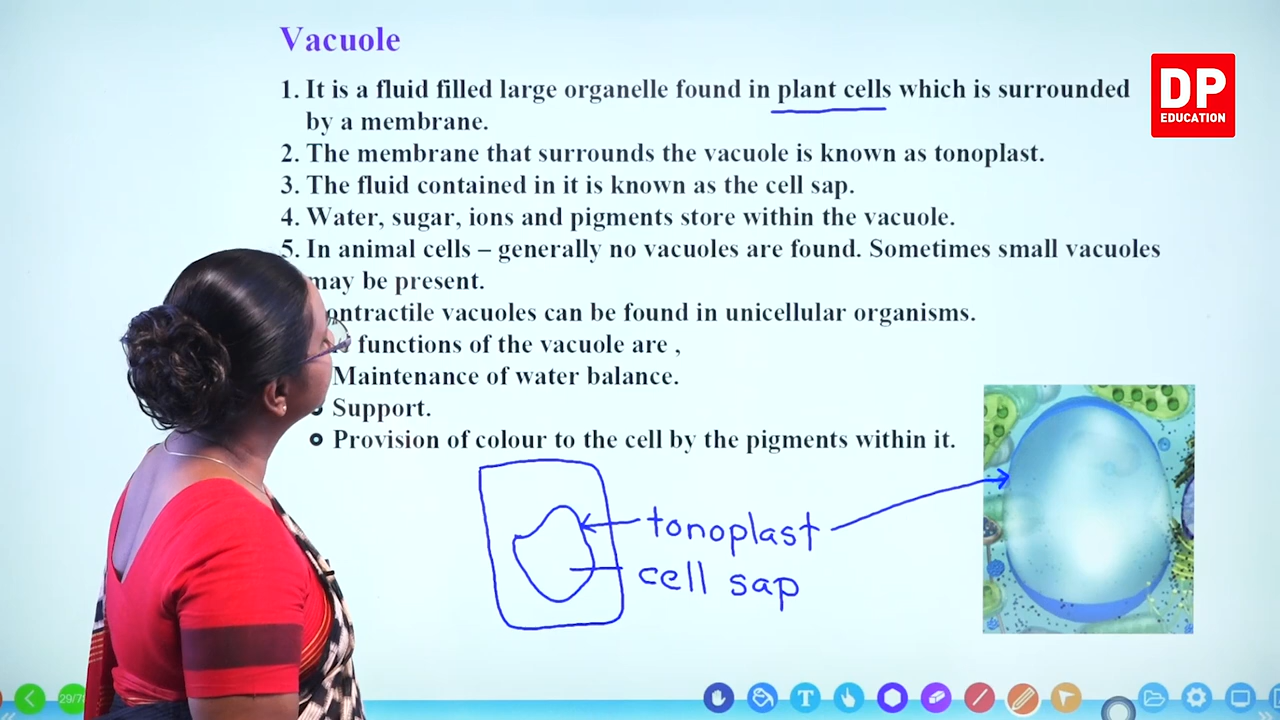 Vacuole
DP
EDUCATION
1. It is a fluid filled large organelle found in plant cells which is surrounded
by a membrane.
2. The membrane that surrounds the vacuole is known as tonoplast.
3. The fluid contained in it is known as the cell sap.
4. Water, sugar, ions and pigments store within the vacuole.
5. In animal cells – generally no vacuoles are found. Sometimes small vacuoles
may be present.
ontractile vacuoles can be found in unicellular organisms.
functions of the vacuole are ,
Maintenance of water balance.
Support.
Provision of colour to the cell by the pigments within it.
tonoplast
cell sap